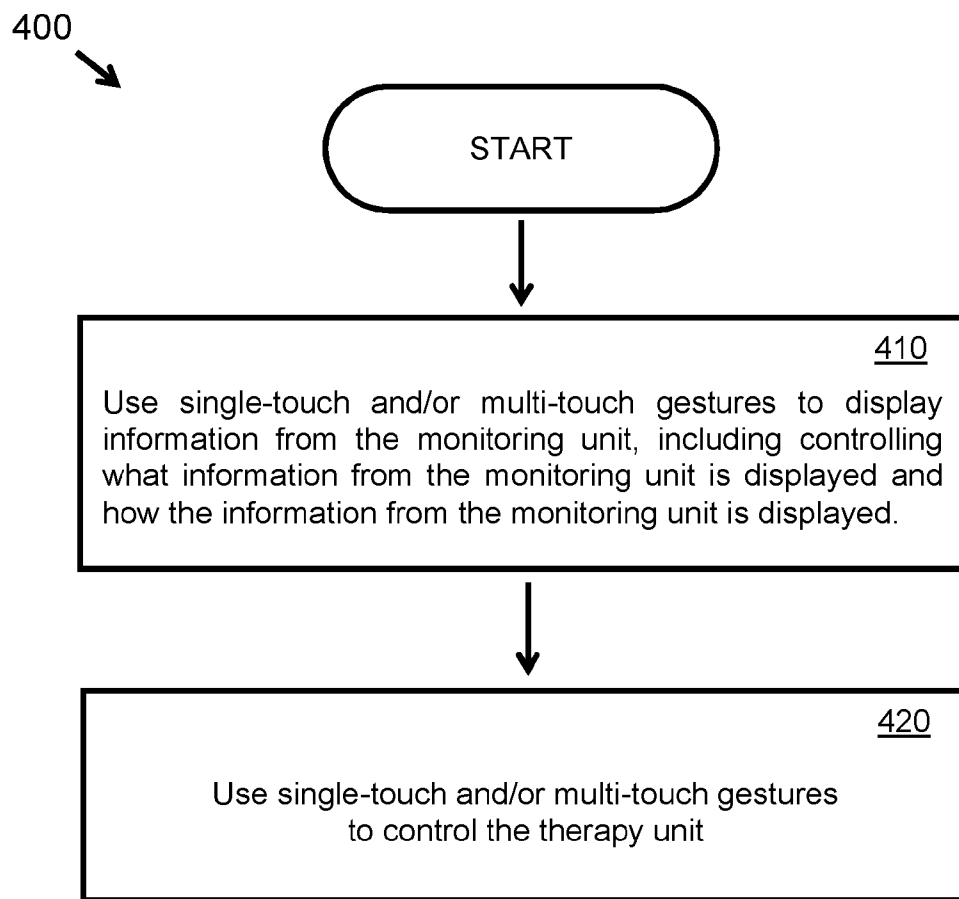 400
START
410
Use single-touch and/or multi-touch gestures to display
information from the monitoring unit, including controlling
what information from the monitoring unit is displayed and
how the information from the monitoring unit is displayed.
420
Use single-touch and/or multi-touch gestures
to control the therapy unit